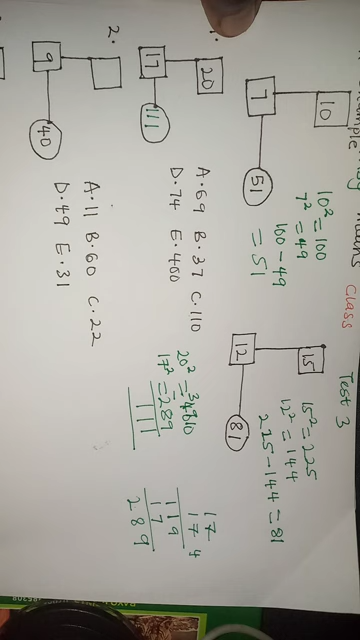 Class Test 3
10
7
51
10² = 100
7² = 49
100 - 49
= 51
15
12
81
15² = 225
12² = 144
225 - 144 = 81
1.
20
17
111
A. 69 B. 37 C. 110
D. 74 E.
20² =
17² = 289
111
17
17 4
119
17
289
2.
9
40
A. 11 B. 60 C. 22
D. 49 E. 31